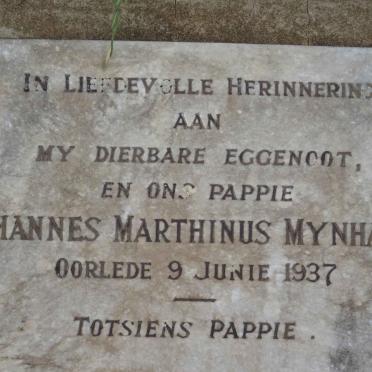 IN LIEFDEVOLLE HERINNERING
AAN
MY DIERBARE EGGENOOT,
EN ONS PAPPIE
HANNES MARTHINUS MYNHA
OORLEDE 9 JUNIE 1937
TOTSIENS PAPPIE.